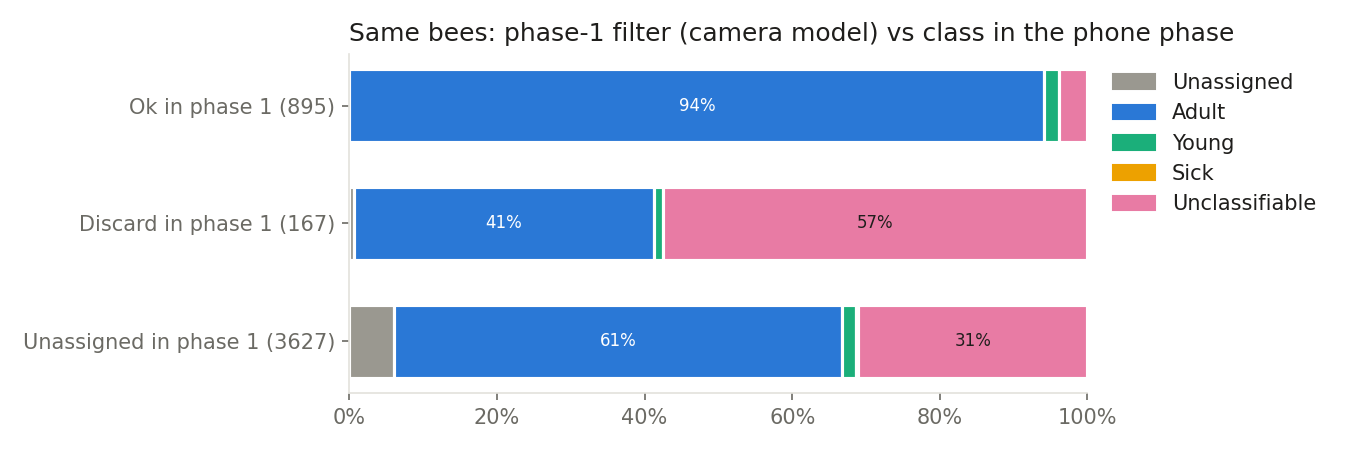 Same bees: phase-1 filter (camera model) vs class in the phone phase
Ok in phase 1 (895)
94%
Discard in phase 1 (167)
41%
57%
Unassigned in phase 1 (3627)
61%
31%
0%
20%
40%
60%
80%
100%
Unassigned
Adult
Young
Sick
Unclassifiable